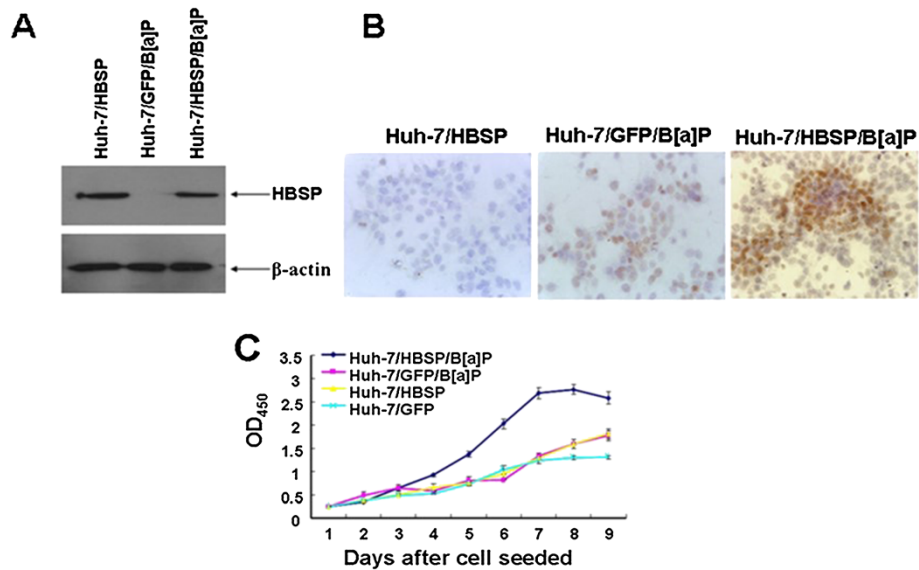 A
Huh-7/HBSP
Huh-7/GFP/B[a]P
Huh-7/HBSP/B[a]P
HBSP
β-actin
B
Huh-7/HBSP
Huh-7/GFP/B[a]P
Huh-7/HBSP/B[a]P
C
Huh-7/HBSP/B[a]P
Huh-7/GFP/B[a]P
Huh-7/HBSP
Huh-7/GFP
OD450
3.5
3
2.5
2
1.5
1
0.5
0
1 2 3 4 5 6 7 8 9
Days after cell seeded